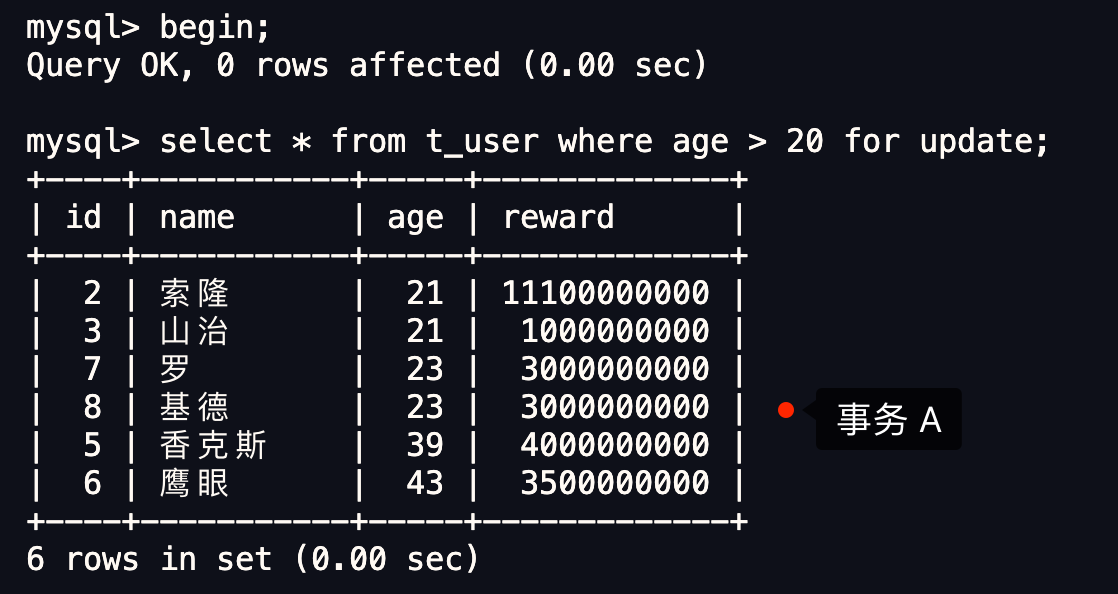 mysql> begin;
Query OK, 0 rows affected (0.00 sec)
mysql> select * from t_user where age > 20 for update;
+----+-----------+-----+-------------+
| id | name      | age | reward      |
+----+-----------+-----+-------------+
|  2 | 索隆      |  21 | 11100000000 |
|  3 | 山治      |  21 |  1000000000 |
|  7 | 罗        |  23 |  3000000000 |
|  8 | 基德      |  23 |  3000000000 |
|  5 | 香克斯    |  39 |  4000000000 |
|  6 | 鹰眼      |  43 |  3500000000 |
+----+-----------+-----+-------------+
事务 A
6 rows in set (0.00 sec)